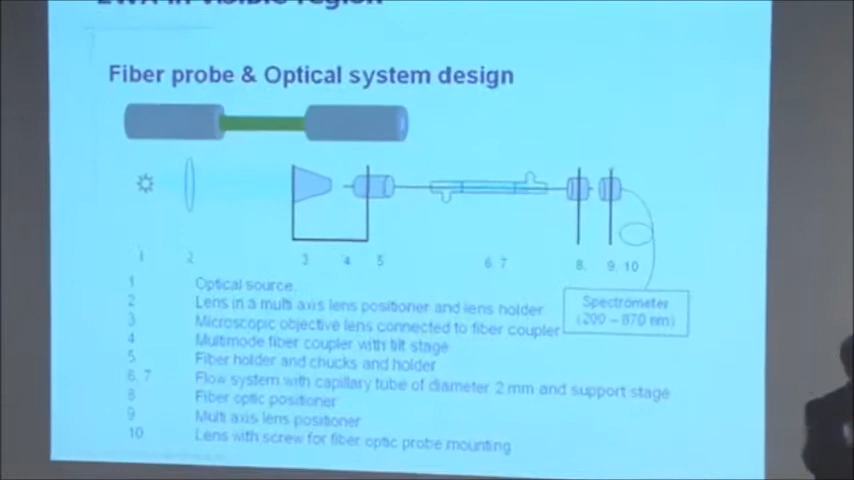 EWA in visible region
Fiber probe & Optical system design
1 2 3 4 5 6. 7 8. 9. 10
Spectrometer
(200 – 870 nm)
1 Optical source.
2 Lens in a multi axis lens positioner and lens holder
3 Microscopic objective lens connected to fiber coupler
4 Multimode fiber coupler with tilt stage
5 Fiber holder and chucks and holder
6. 7 Flow system with capillary tube of diameter 2 mm and support stage
8 Fiber optic positioner
9 Multi axis lens positioner
10 Lens with screw for fiber optic probe mounting